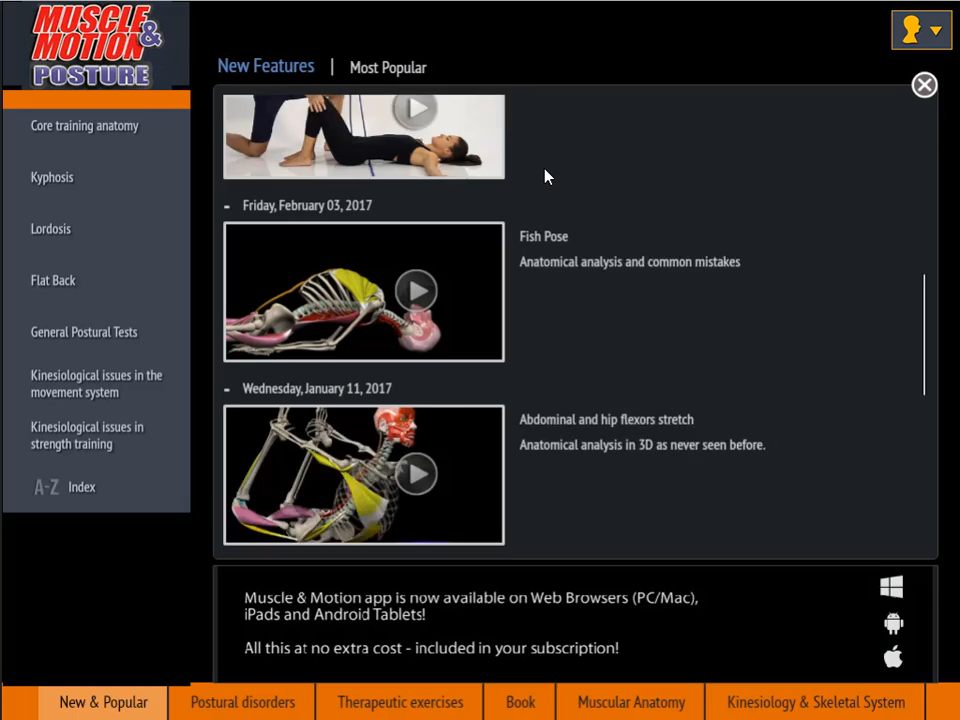 MUSCLE
& MOTION
POSTURE
New Features | Most Popular
Core training anatomy
Kyphosis
Lordosis
Flat Back
General Postural Tests
Kinesiological issues in the
movement system
Kinesiological issues in
strength training
A-Z Index
- Friday, February 03, 2017
Fish Pose
Anatomical analysis and common mistakes
- Wednesday, January 11, 2017
Abdominal and hip flexors stretch
Anatomical analysis in 3D as never seen before.
Muscle & Motion app is now available on Web Browsers (PC/Mac),
iPads and Android Tablets!
All this at no extra cost - included in your subscription!
New & Popular
Postural disorders
Therapeutic exercises
Book
Muscular Anatomy
Kinesiology & Skeletal System